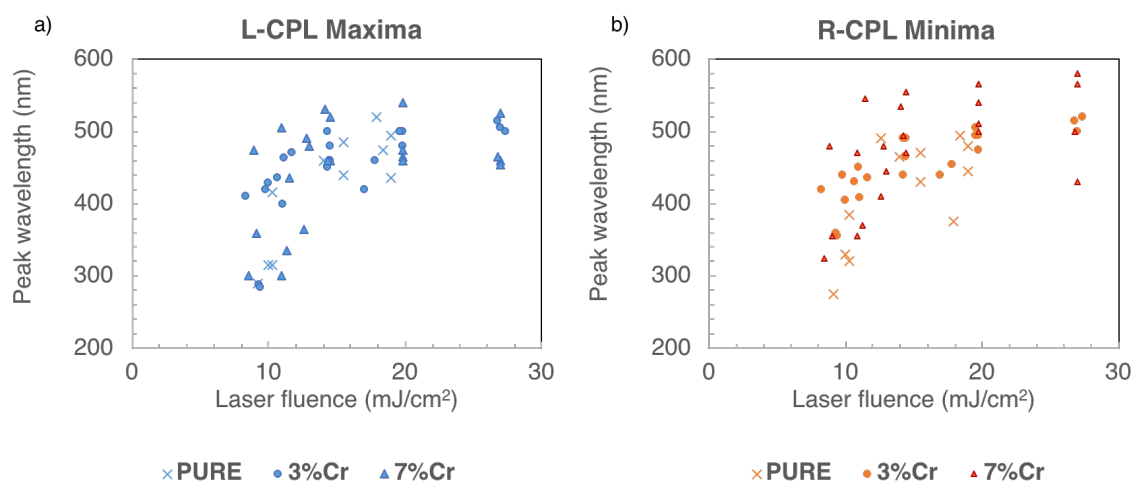 a)
L-CPL Maxima
600
500
400
300
200
0
10
20
30
Peak wavelength (nm)
Laser fluence (mJ/cm²)
PURE
3%Cr
7%Cr
b)
R-CPL Minima
600
500
400
300
200
0
10
20
30
Peak wavelength (nm)
Laser fluence (mJ/cm²)
PURE
3%Cr
7%Cr